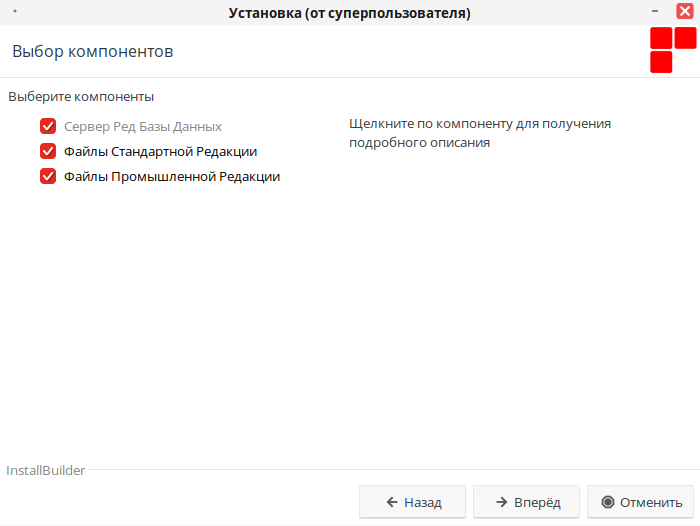 Установка (от суперпользователя)
Выбор компонентов
Выберите компоненты
Сервер Ред Базы Данных
Файлы Стандартной Редакции
Файлы Промышленной Редакции
Щелкните по компоненту для получения
подробного описания
InstallBuilder
Назад
Вперёд
Отменить